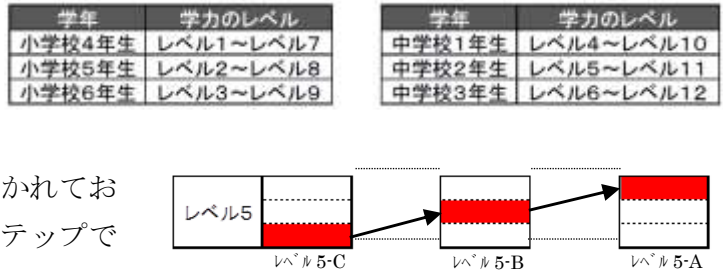 学年 学力のレベル
小学校4年生 レベル1～レベル7
小学校5年生 レベル2～レベル8
小学校6年生 レベル3～レベル9
学年 学力のレベル
中学校1年生 レベル4～レベル10
中学校2年生 レベル5～レベル11
中学校3年生 レベル6～レベル12
かれてお
テップで
レベル5
ﾚﾍﾞﾙ 5-C ﾚﾍﾞﾙ 5-B ﾚﾍﾞﾙ 5-A